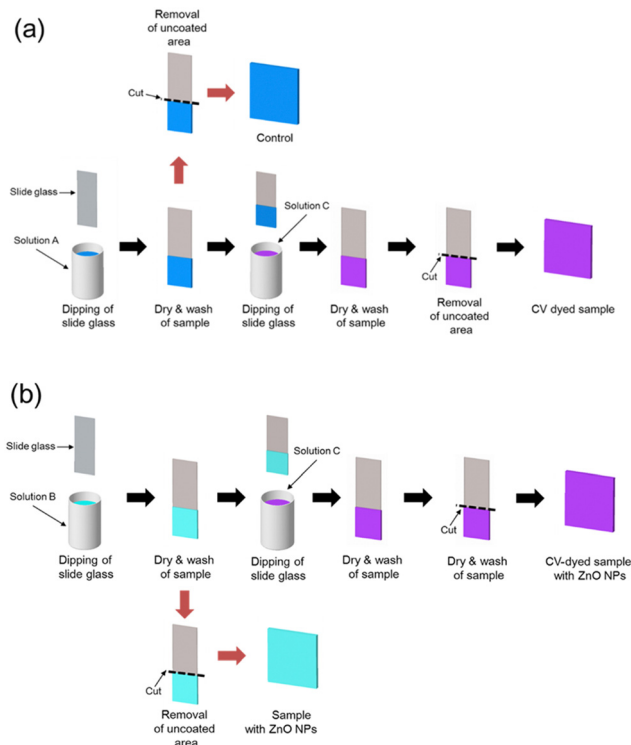 (a)
Removal
of uncoated
area
Cut
Control
Slide glass
Solution A
Solution C
Cut
Dipping of
slide glass
Dry & wash
of sample
Dipping of
slide glass
Dry & wash
of sample
Removal
of uncoated
area
CV dyed sample
(b)
Slide glass
Solution B
Solution C
Cut
Dipping of
slide glass
Dry & wash
of sample
Dipping of
slide glass
Dry & wash
of sample
Dry & wash
of sample
CV-dyed sample
with ZnO NPs
Cut
Removal
of uncoated
area
Sample
with ZnO NPs